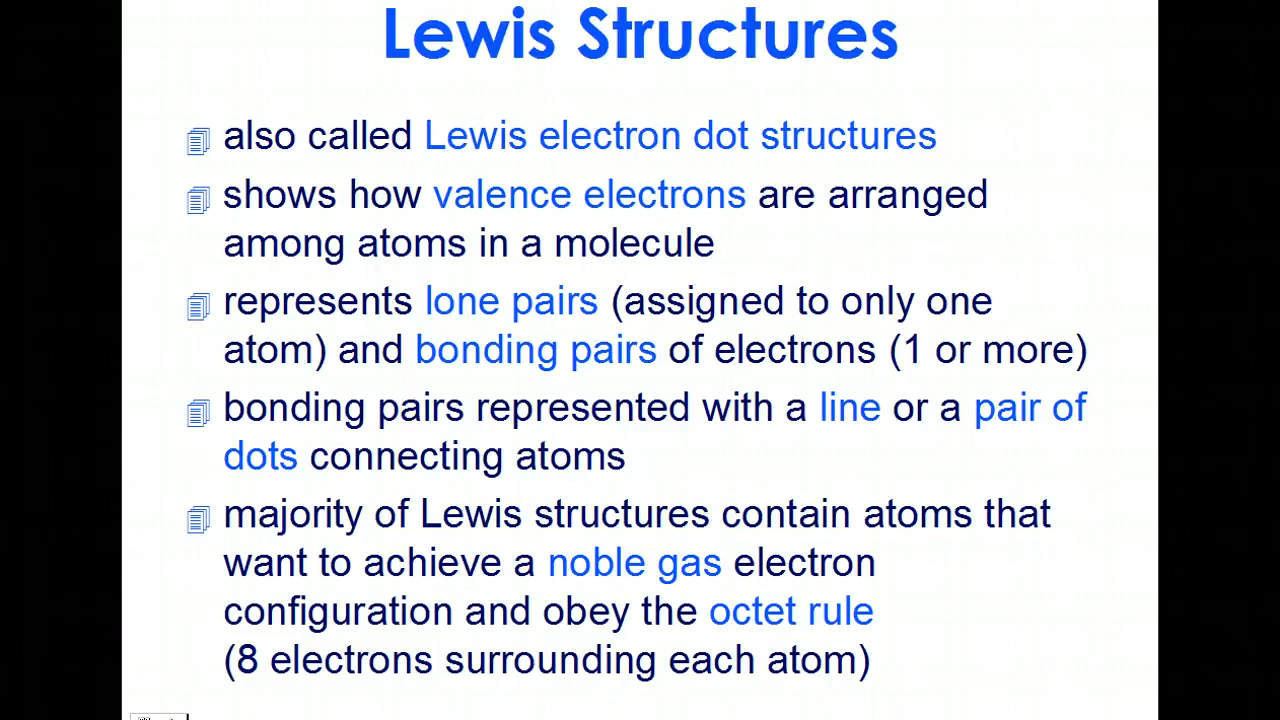 Lewis Structures
also called Lewis electron dot structures
shows how valence electrons are arranged
among atoms in a molecule
represents lone pairs (assigned to only one
atom) and bonding pairs of electrons (1 or more)
bonding pairs represented with a line or a pair of
dots connecting atoms
majority of Lewis structures contain atoms that
want to achieve a noble gas electron
configuration and obey the octet rule
(8 electrons surrounding each atom)